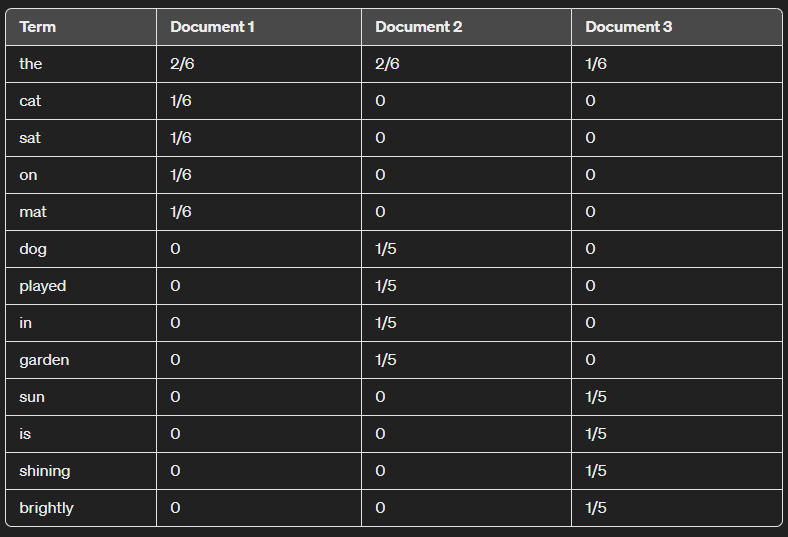 Term Document 1 Document 2 Document 3
the 2/6 2/6 1/6
cat 1/6 0 0
sat 1/6 0 0
on 1/6 0 0
mat 1/6 0 0
dog 0 1/5 0
played 0 1/5 0
in 0 1/5 0
garden 0 1/5 0
sun 0 0 1/5
is 0 0 1/5
shining 0 0 1/5
brightly 0 0 1/5